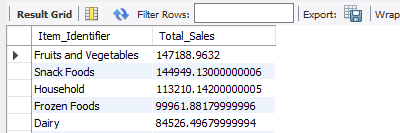 Result Grid Filter Rows: Export: Wrap
Item_Identifier Total_Sales
Fruits and Vegetables 147188.9632
Snack Foods 144949.13000000006
Household 113210.14200000005
Frozen Foods 99961.88179999996
Dairy 84526.49679999994